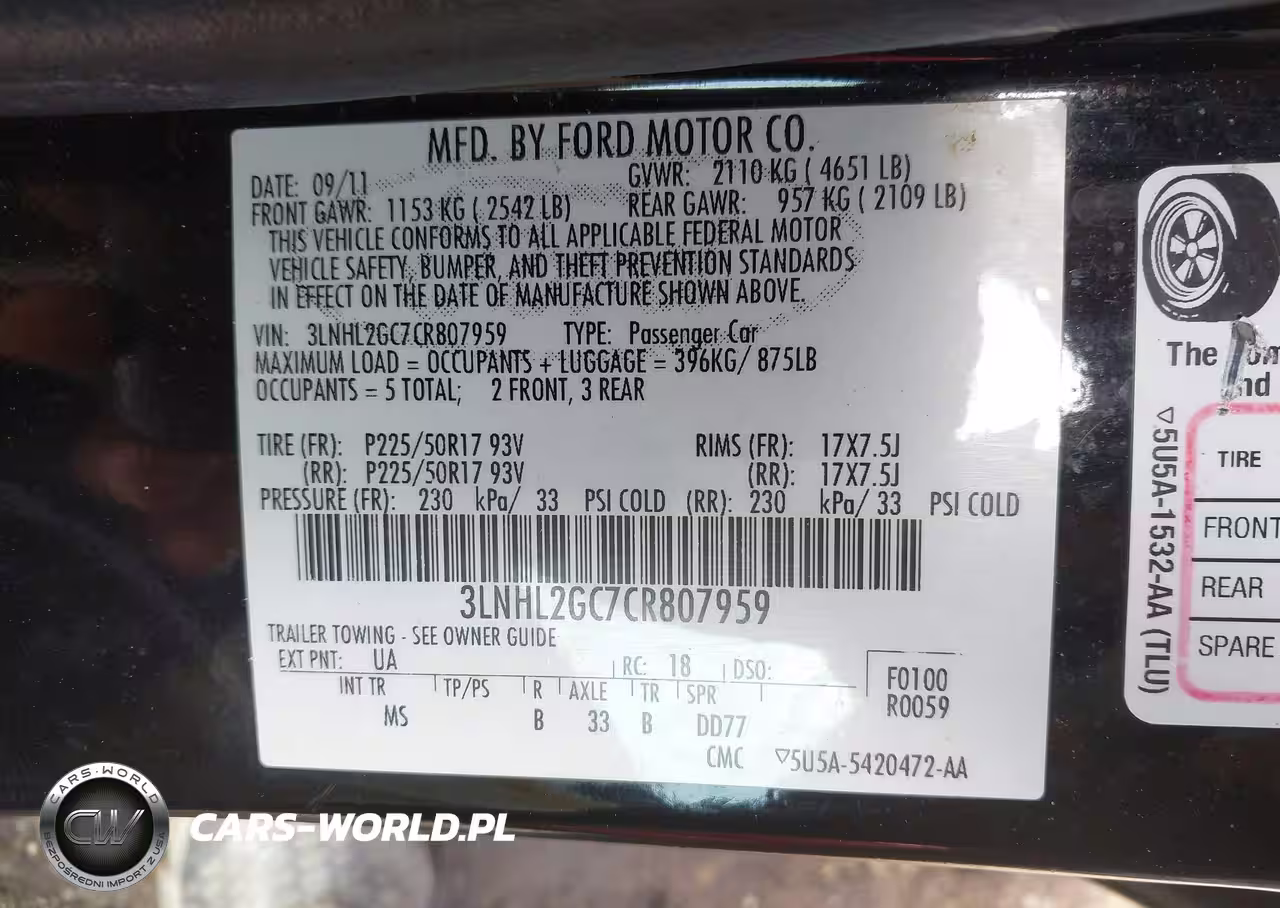 MFD. BY FORD MOTOR CO.
DATE: 09/11 GVWR: 2110 KG ( 4651 LB)
FRONT GAWR: 1153 KG ( 2542 LB) REAR GAWR: 957 KG ( 2109 LB)
THIS VEHICLE CONFORMS TO ALL APPLICABLE FEDERAL MOTOR
VEHICLE SAFETY, BUMPER, AND THEFT PREVENTION STANDARDS
IN EFFECT ON THE DATE OF MANUFACTURE SHOWN ABOVE.
VIN: 3LNHL2GC7CR807959 TYPE: Passenger Car
MAXIMUM LOAD = OCCUPANTS + LUGGAGE = 396KG/ 875LB
OCCUPANTS = 5 TOTAL; 2 FRONT, 3 REAR
TIRE (FR): P225/50R17 93V RIMS (FR): 17X7.5J
(RR): P225/50R17 93V (RR): 17X7.5J
PRESSURE (FR): 230 kPa/ 33 PSI COLD (RR): 230 kPa/ 33 PSI COLD
3LNHL2GC7CR807959
TRAILER TOWING - SEE OWNER GUIDE
EXT PNT: UA RC: 18 DSO:
INT TR TP/PS R AXLE TR SPR
MS B 33 B DD77
F0100
R0059
CMC ▽5U5A-5420472-AA
The
TIRE
FRONT
REAR
SPARE
▽5U5A-1532-AA (TLU)
CARS-WORLD
CW
BEZPOŚREDNI IMPORT Z USA
CARS-WORLD.PL